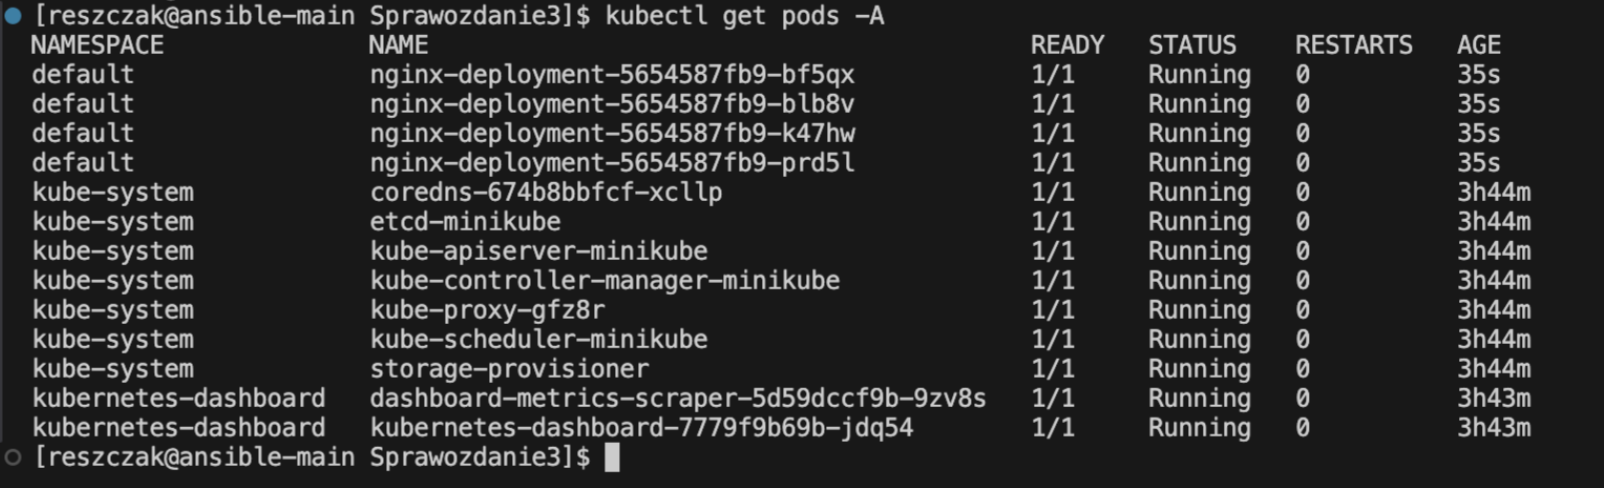 [reszczak@ansible-main Sprawozdanie3]$ kubectl get pods -A
NAMESPACE NAME READY STATUS RESTARTS AGE
default nginx-deployment-5654587fb9-bf5qx 1/1 Running 0 35s
default nginx-deployment-5654587fb9-blb8v 1/1 Running 0 35s
default nginx-deployment-5654587fb9-k47hw 1/1 Running 0 35s
default nginx-deployment-5654587fb9-prd5l 1/1 Running 0 35s
kube-system coredns-674b8bbfcf-xcllp 1/1 Running 0 3h44m
kube-system etcd-minikube 1/1 Running 0 3h44m
kube-system kube-apiserver-minikube 1/1 Running 0 3h44m
kube-system kube-controller-manager-minikube 1/1 Running 0 3h44m
kube-system kube-proxy-gfz8r 1/1 Running 0 3h44m
kube-system kube-scheduler-minikube 1/1 Running 0 3h44m
kube-system storage-provisioner 1/1 Running 0 3h44m
kubernetes-dashboard dashboard-metrics-scraper-5d59dccf9b-9zv8s 1/1 Running 0 3h43m
kubernetes-dashboard kubernetes-dashboard-7779f9b69b-jdq54 1/1 Running 0 3h43m
[reszczak@ansible-main Sprawozdanie3]$